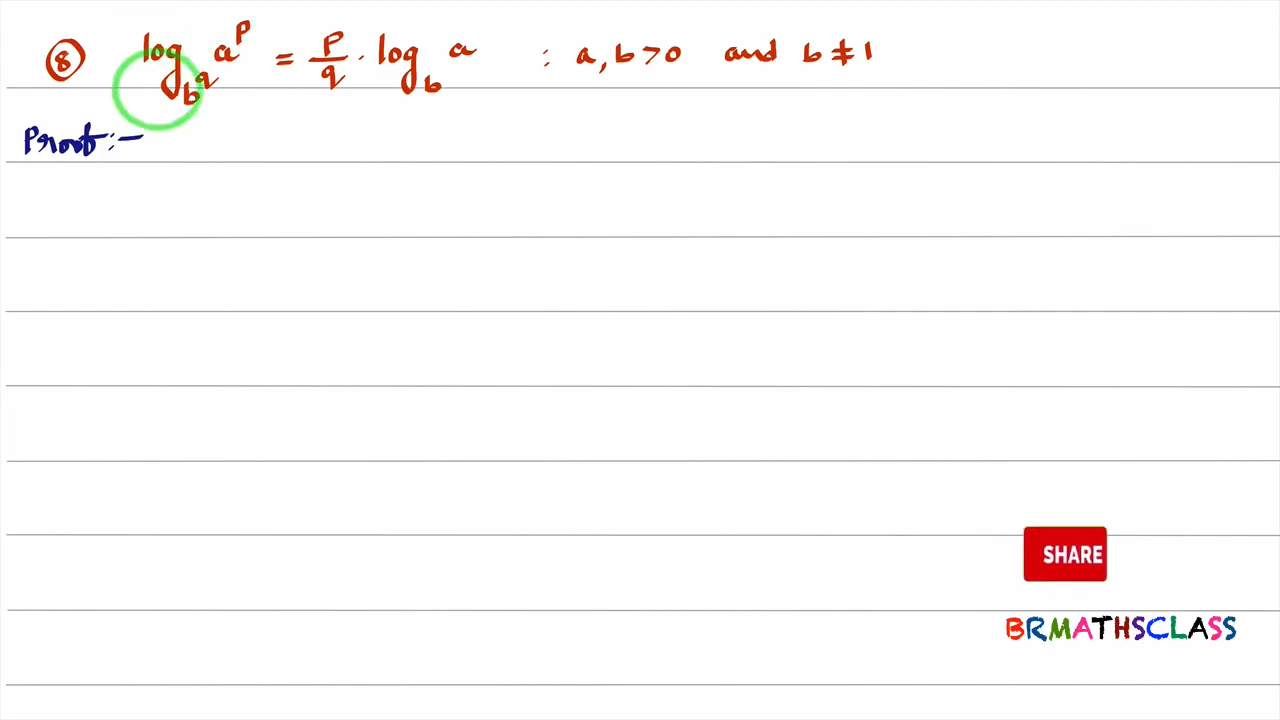 ⑧ log_{b^q} a^p = p/q · log_b a : a, b > 0 and b ≠ 1
Proof :-
SHARE
BRMATHSCLASS